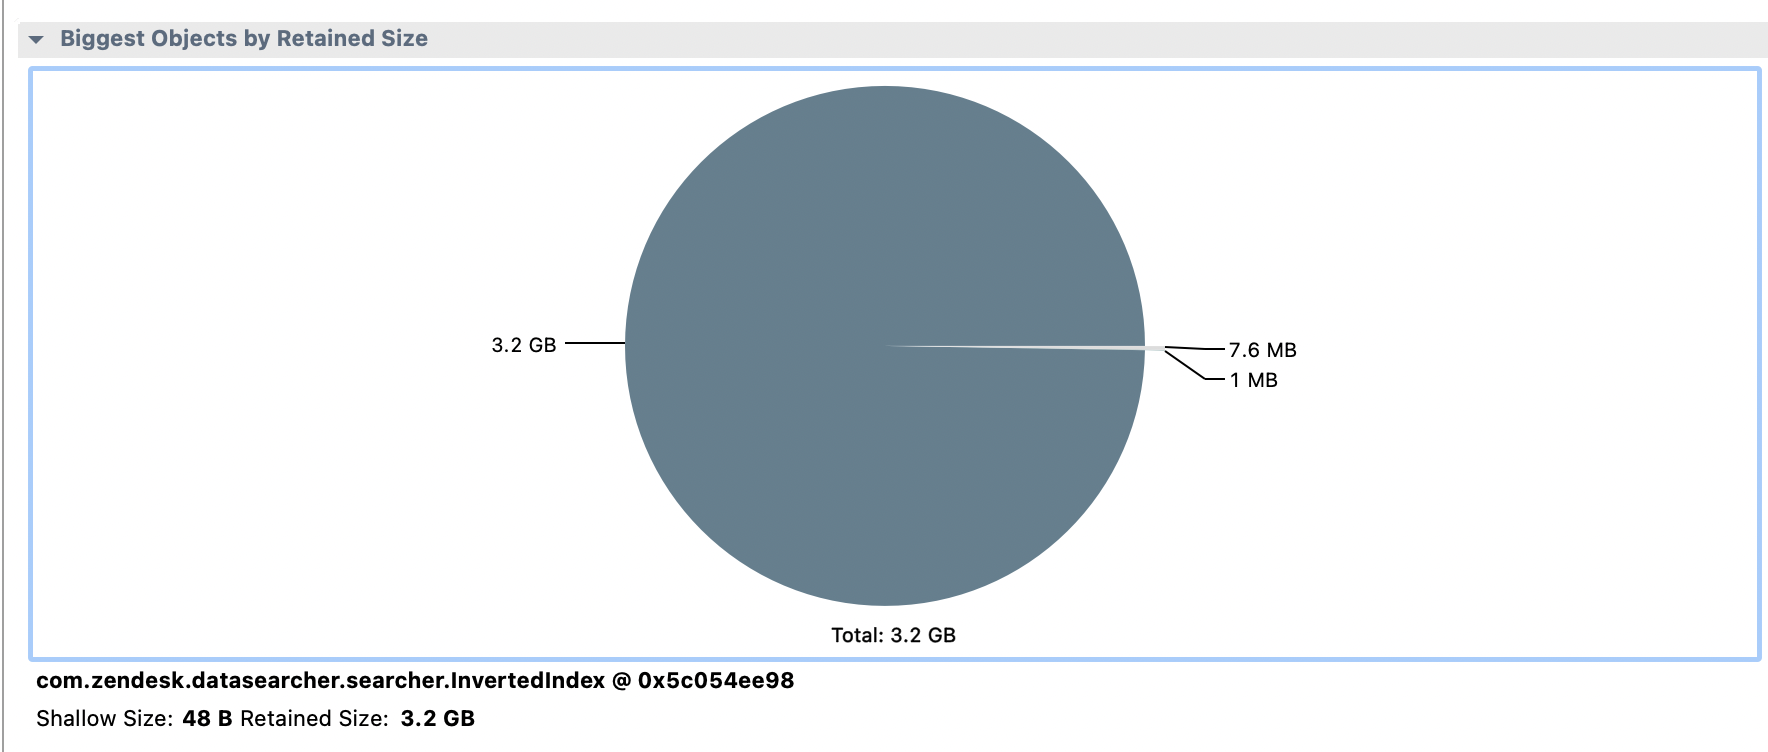 Biggest Objects by Retained Size
3.2 GB
7.6 MB
1 MB
Total: 3.2 GB
com.zendesk.datasearcher.searcher.InvertedIndex @ 0x5c054ee98
Shallow Size: 48 B Retained Size: 3.2 GB